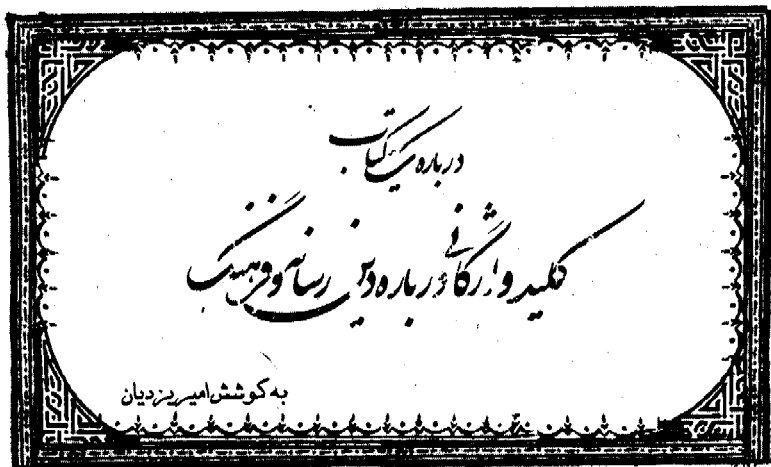 درباره یک کتاب
کلید واژگانی درباره دین، رسانه و فرهنگ
به کوشش امیر یزدیان